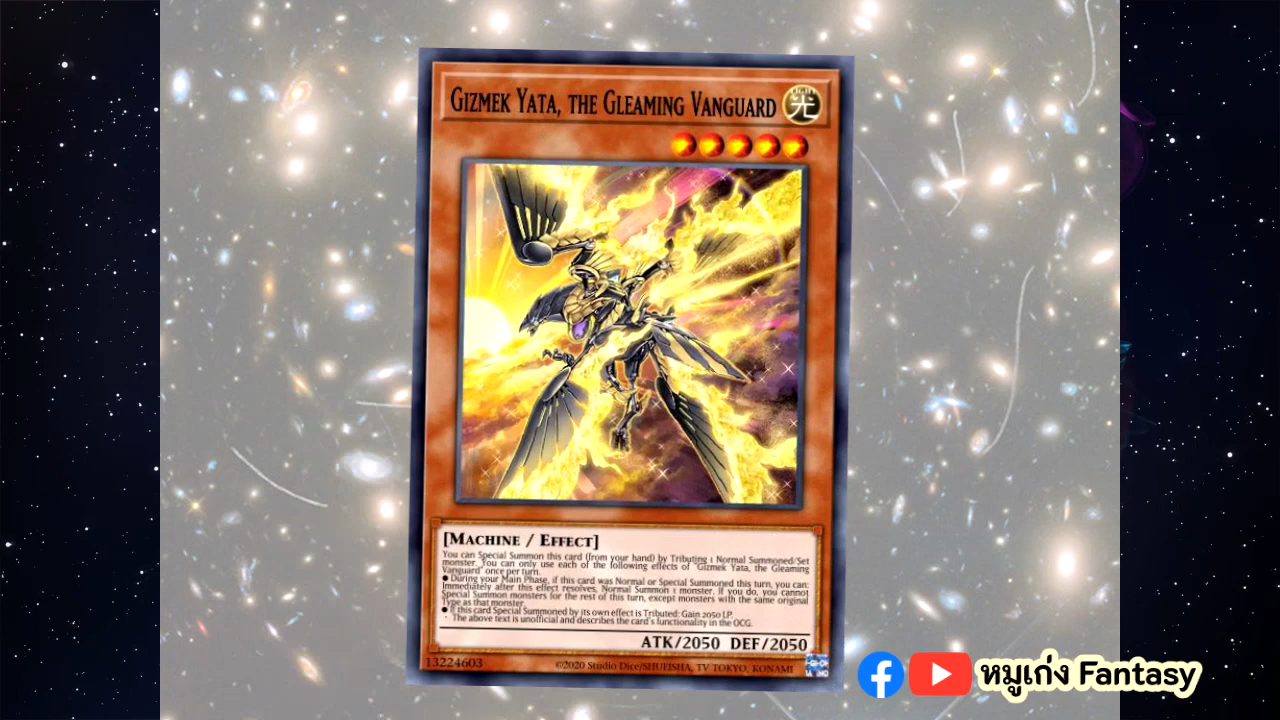 GIZMEK YATA, THE GLEAMING VANGUARD
LIGHT
光
[MACHINE / EFFECT]
You can Special Summon this card (from your hand) by Tributing 1 Normal Summoned/Set
monster. You can only use each of the following effects of "Gizmek Yata, the Gleaming
Vanguard" once per turn.
● During your Main Phase, if this card was Normal or Special Summoned this turn, you can:
Immediately after this effect resolves, Normal Summon 1 monster. If you do, you cannot
Special Summon monsters for the rest of this turn, except monsters with the same original
Type as that monster.
● If this card Special Summoned by its own effect is Tributed: Gain 2050 LP.
· The above text is unofficial and describes the card's functionality in the OCG.
ATK/2050 DEF/2050
13224603 ©2020 Studio Dice/SHUEISHA, TV TOKYO, KONAMI
หมูเก่ง Fantasy